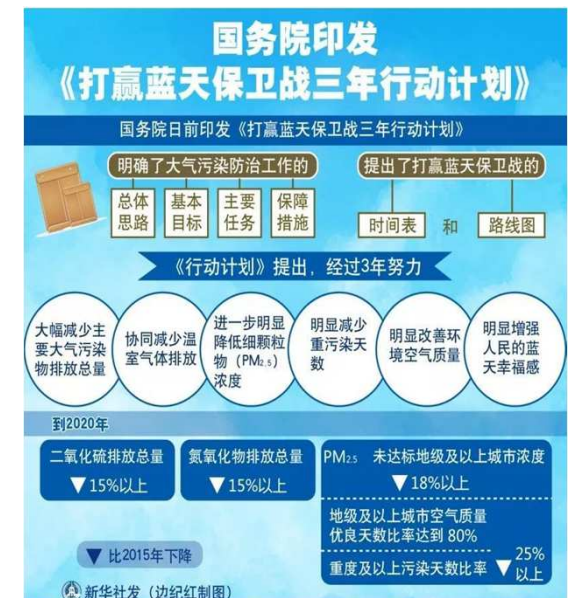 国务院印发
《打赢蓝天保卫战三年行动计划》
国务院日前印发《打赢蓝天保卫战三年行动计划》
明确了大气污染防治工作的
总体
思路
基本
目标
主要
任务
保障
措施
提出了打赢蓝天保卫战的
时间表
和
路线图
《行动计划》提出，经过3年努力
大幅减少主
要大气污染
物排放总量
协同减少温
室气体排放
进一步明显
降低细颗粒
物（PM2.5）
浓度
明显减少
重污染天
数
明显改善环
境空气质量
明显增强
人民的蓝
天幸福感
到2020年
二氧化硫排放总量
▼15%以上
氮氧化物排放总量
▼15%以上
PM2.5 未达标地级及以上城市浓度
▼18%以上
地级及以上城市空气质量
优良天数比率达到 80%
重度及以上污染天数比率 ▼25%
以上
▼ 比2015年下降
新华社发（边纪红制图）